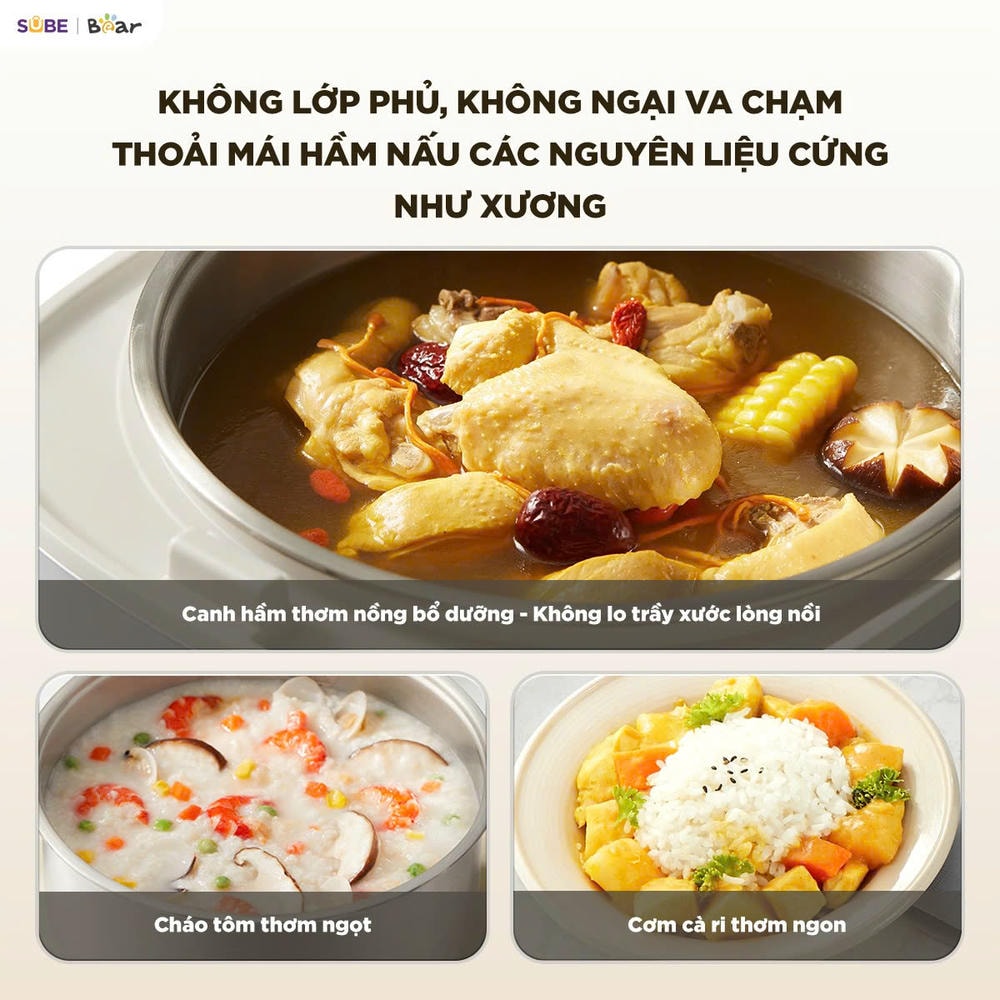 SUBE | Bear
KHÔNG LỚP PHỦ, KHÔNG NGẠI VA CHẠM
THOẢI MÁI HẦM NẤU CÁC NGUYÊN LIỆU CỨNG
NHƯ XƯƠNG
Canh hầm thơm nồng bổ dưỡng - Không lo trầy xước lòng nồi
Cháo tôm thơm ngọt
Cơm cà ri thơm ngon